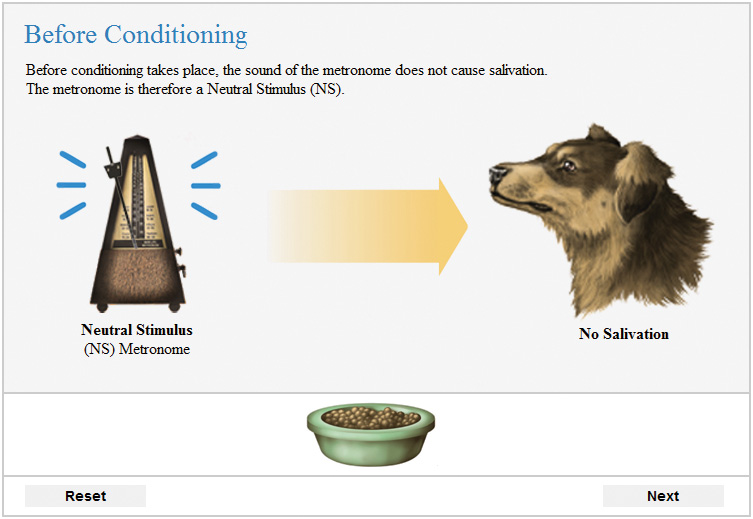 Before Conditioning
Before conditioning takes place, the sound of the metronome does not cause salivation.
The metronome is therefore a Neutral Stimulus (NS).
Neutral Stimulus
(NS) Metronome
No Salivation
Reset
Next